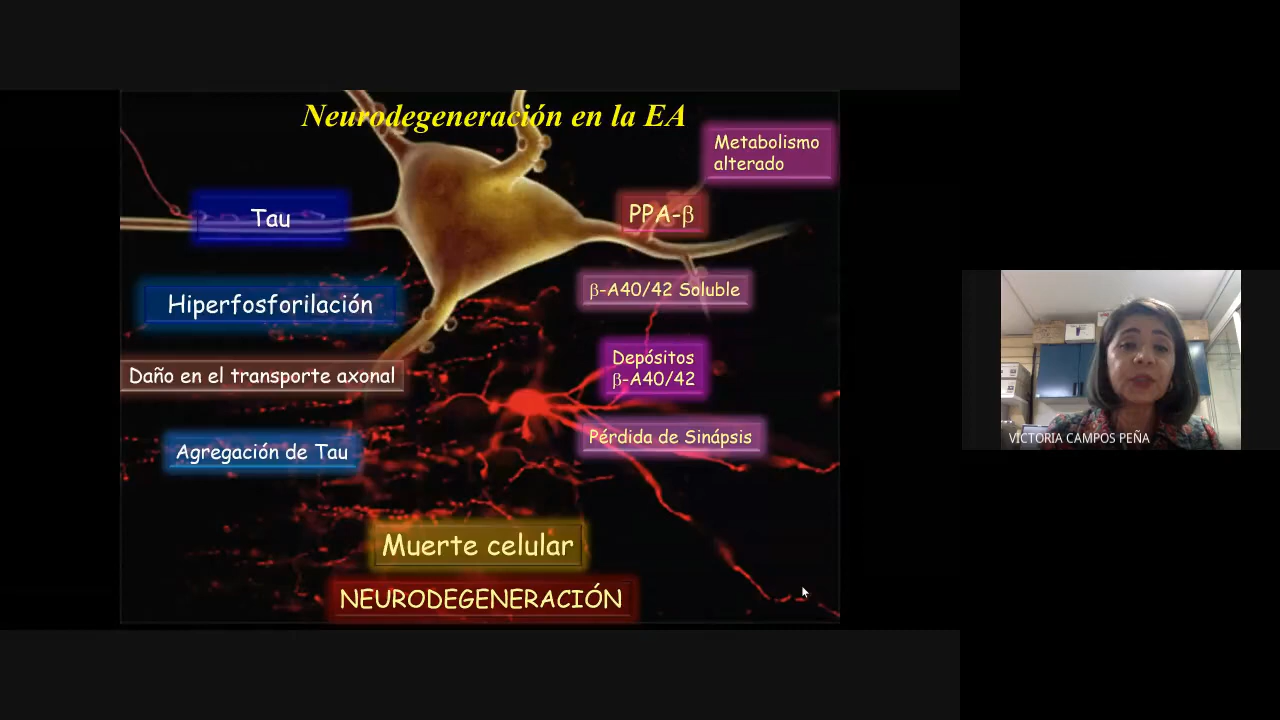 Neurodegeneración en la EA
Metabolismo
alterado
Tau
PPA-β
Hiperfosforilación
β-A40/42 Soluble
Daño en el transporte axonal
Depósitos
β-A40/42
Agregación de Tau
Pérdida de Sinápsis
Muerte celular
NEURODEGENERACIÓN
VICTORIA CAMPOS PEÑA